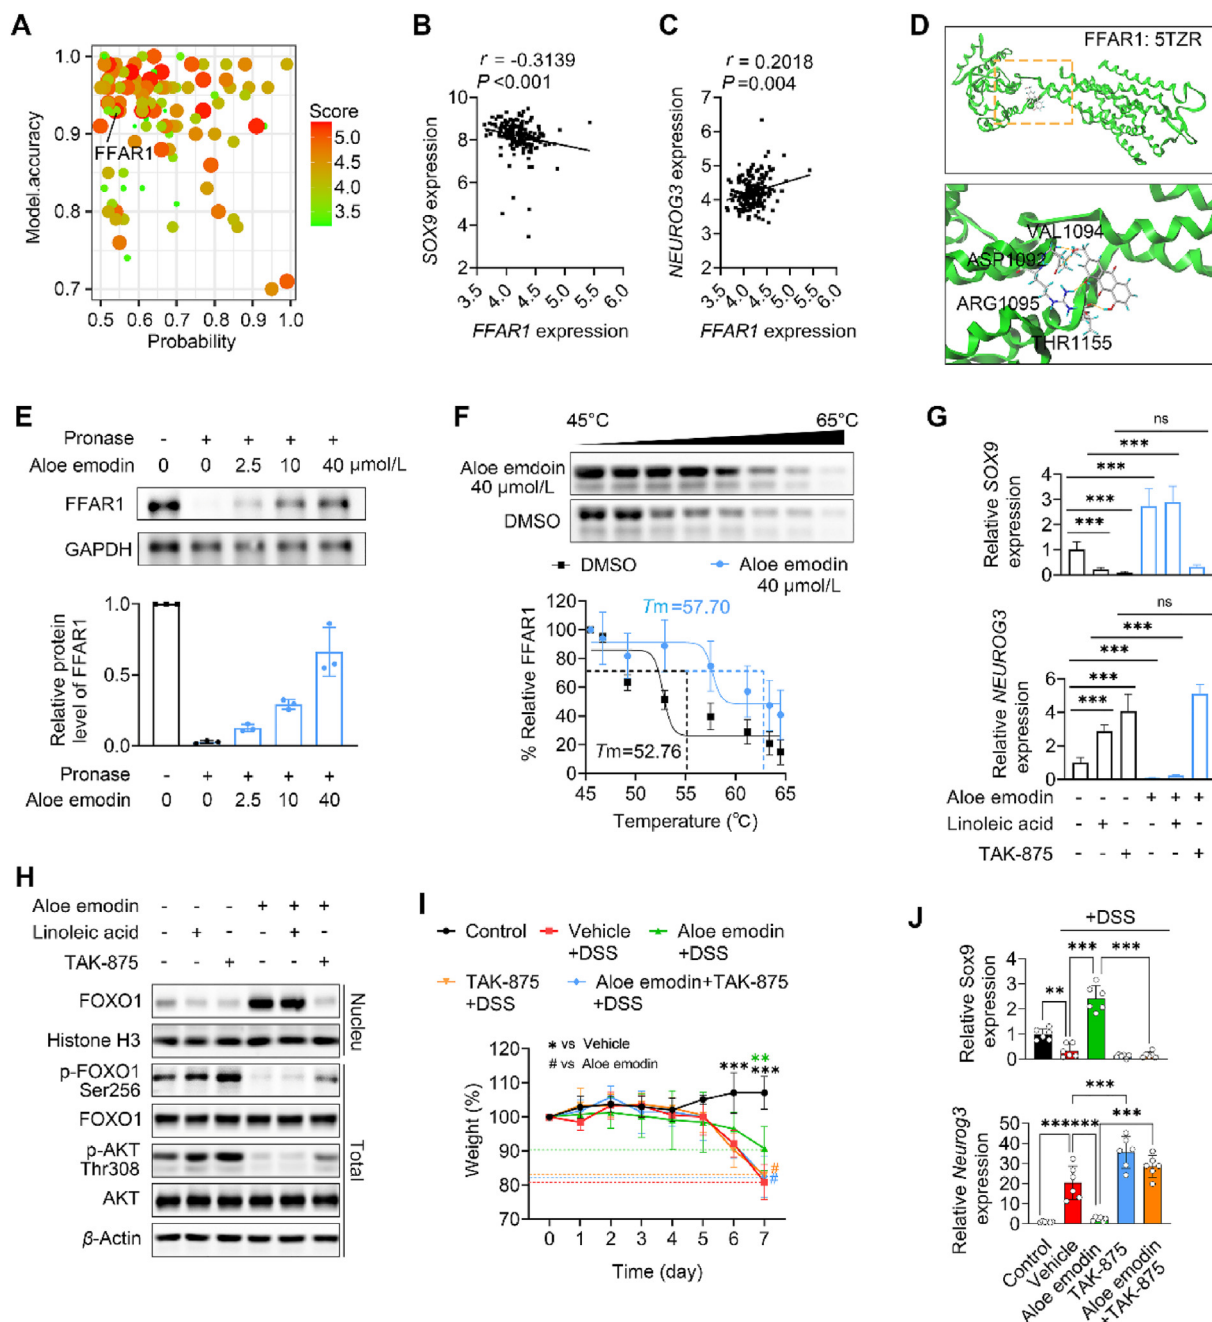 A
1.0
0.9
0.8
0.7
Model.accuracy
FFAR1
0.5 0.6 0.7 0.8 0.9 1.0
Probability
Score
5.0
4.5
4.0
3.5
B
r = -0.3139
P <0.001
10
8
6
4
2
SOX9 expression
3.5 4.0 4.5 5.0 5.5 6.0
FFAR1 expression
C
r = 0.2018
P =0.004
7
6
5
4
3
2
NEUROG3 expression
3.5 4.0 4.5 5.0 5.5 6.0
FFAR1 expression
D
FFAR1: 5TZR
VAL1094
ASP1092
ARG1095
THR1155
E
Pronase - + + + +
Aloe emodin 0 0 2.5 10 40 μmol/L
FFAR1
GAPDH
1.0
0.5
0.0
Relative protein
level of FFAR1
Pronase - + + + +
Aloe emodin 0 0 2.5 10 40
F
45°C 65°C
Aloe emdoin
40 μmol/L
DMSO
DMSO
Aloe emodin
40 μmol/L
120
100
80
60
40
20
0
% Relative FFAR1
Tm=57.70
Tm=52.76
45 50 55 60 65
Temperature (℃)
G
ns
***
***
***
***
4
3
2
1
0
Relative SOX9
expression
ns
***
***
***
***
6
4
2
0
Relative NEUROG3
expression
Aloe emodin - - - + + +
Linoleic acid - + - - + -
TAK-875 - - + - - +
H
Aloe emodin - - - + + +
Linoleic acid - + - - + -
TAK-875 - - + - - +
FOXO1
Histone H3
Nucleu
p-FOXO1
Ser256
FOXO1
p-AKT
Thr308
AKT
β-Actin
Total
I
Control
Vehicle
+DSS
Aloe emodin
+DSS
TAK-875
+DSS
Aloe emodin+TAK-875
+DSS
* vs Vehicle
# vs Aloe emodin
*** ** ***
#
#
120
110
100
90
80
70
Weight (%)
0 1 2 3 4 5 6 7
Time (day)
J
+DSS
*** ***
**
4
3
2
1
0
Relative Sox9
expression
***
*** *** ***
50
40
30
20
10
0
Relative Neurog3
expression
Control
Vehicle
Aloe emodin
TAK-875
Aloe emodin
+TAK-875